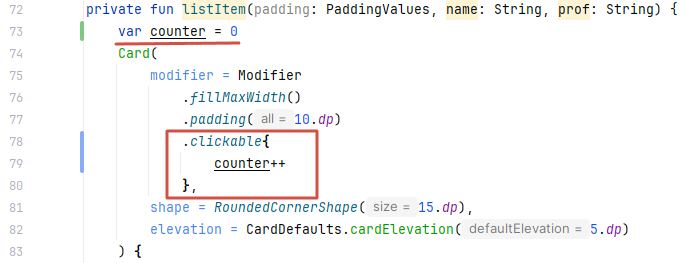 72 private fun listItem(padding: PaddingValues, name: String, prof: String) {
73 var counter = 0
74 Card(
75 modifier = Modifier
76 .fillMaxWidth()
77 .padding( all = 10.dp)
78 .clickable{
79 counter++
80 },
81 shape = RoundedCornerShape( size = 15.dp),
82 elevation = CardDefaults.cardElevation( defaultElevation = 5.dp)
83 ) {